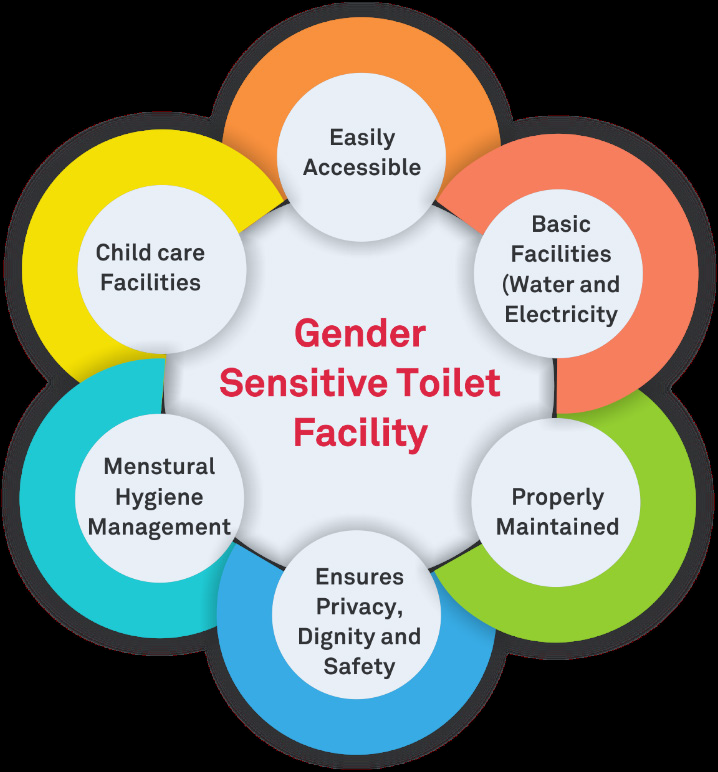 Easily
Accessible
Basic
Facilities
(Water and
Electricity
Properly
Maintained
Ensures
Privacy,
Dignity and
Safety
Menstural
Hygiene
Management
Child care
Facilities
Gender
Sensitive Toilet
Facility